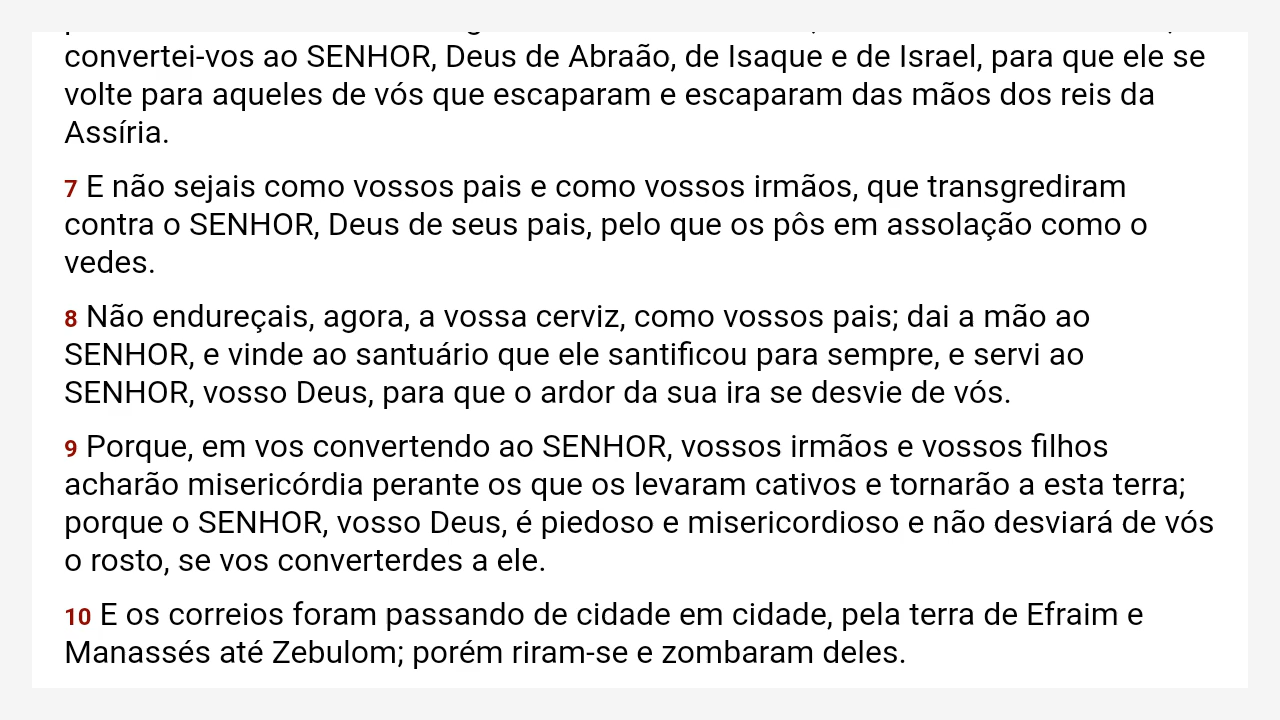 convertei-vos ao SENHOR, Deus de Abraão, de Isaque e de Israel, para que ele se
volte para aqueles de vós que escaparam e escaparam das mãos dos reis da
Assíria.
7 E não sejais como vossos pais e como vossos irmãos, que transgrediram
contra o SENHOR, Deus de seus pais, pelo que os pôs em assolação como o
vedes.
8 Não endureçais, agora, a vossa cerviz, como vossos pais; dai a mão ao
SENHOR, e vinde ao santuário que ele santificou para sempre, e servi ao
SENHOR, vosso Deus, para que o ardor da sua ira se desvie de vós.
9 Porque, em vos convertendo ao SENHOR, vossos irmãos e vossos filhos
acharão misericórdia perante os que os levaram cativos e tornarão a esta terra;
porque o SENHOR, vosso Deus, é piedoso e misericordioso e não desviará de vós
o rosto, se vos converterdes a ele.
10 E os correios foram passando de cidade em cidade, pela terra de Efraim e
Manassés até Zebulom; porém riram-se e zombaram deles.